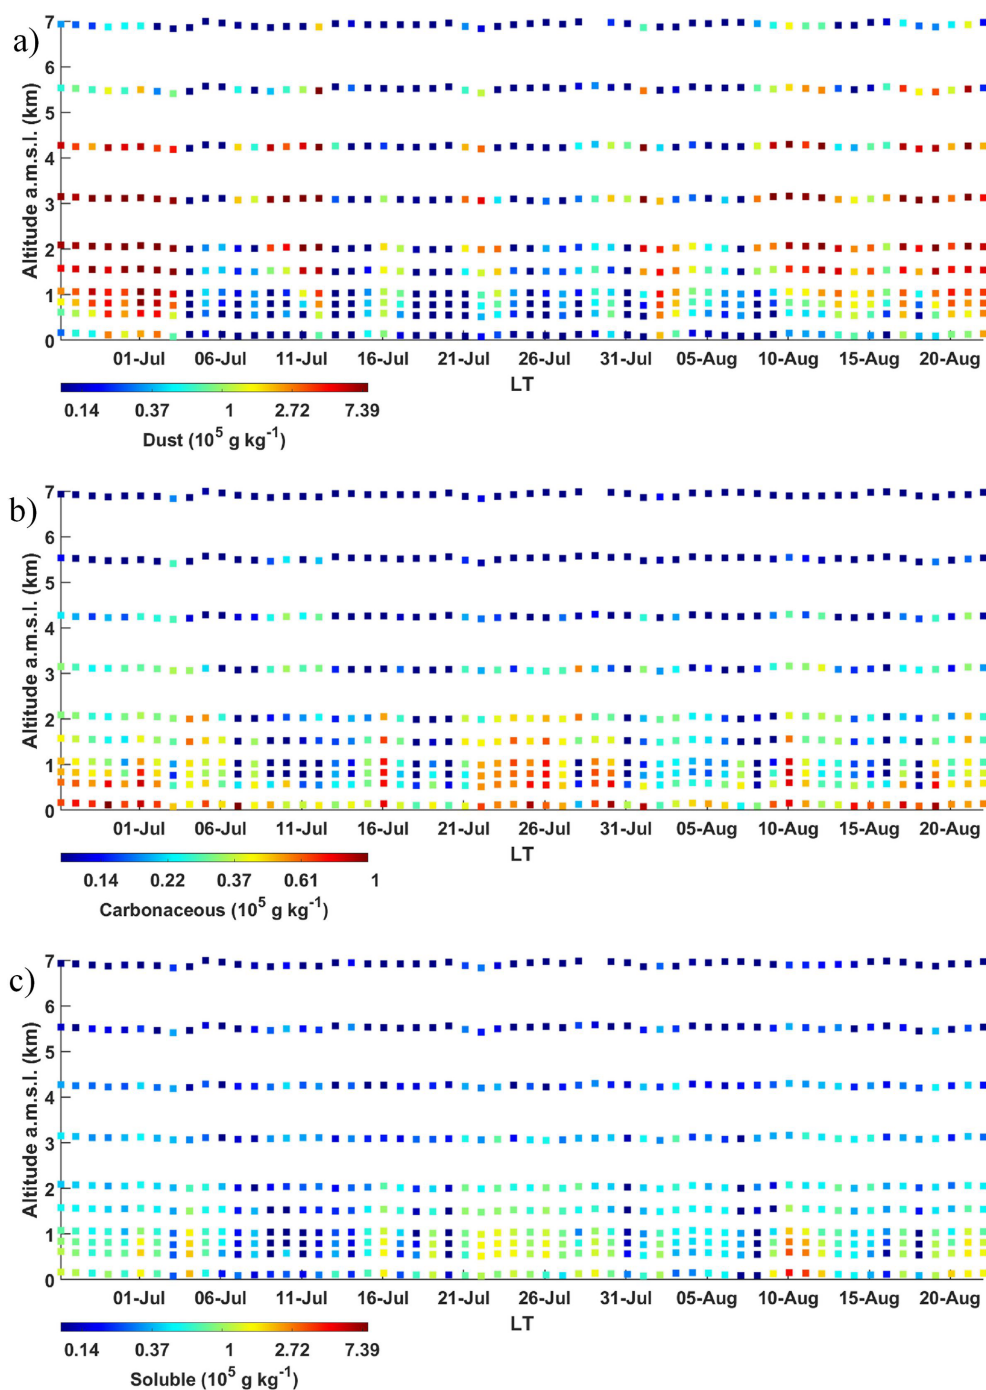 a)
Altitude a.m.s.l. (km)
7
6
5
4
3
2
1
0
01-Jul 06-Jul 11-Jul 16-Jul 21-Jul 26-Jul 31-Jul 05-Aug 10-Aug 15-Aug 20-Aug
LT
0.14 0.37 1 2.72 7.39
Dust (10⁵ g kg⁻¹)
b)
Altitude a.m.s.l. (km)
7
6
5
4
3
2
1
0
01-Jul 06-Jul 11-Jul 16-Jul 21-Jul 26-Jul 31-Jul 05-Aug 10-Aug 15-Aug 20-Aug
LT
0.14 0.22 0.37 0.61 1
Carbonaceous (10⁵ g kg⁻¹)
c)
Altitude a.m.s.l. (km)
7
6
5
4
3
2
1
0
01-Jul 06-Jul 11-Jul 16-Jul 21-Jul 26-Jul 31-Jul 05-Aug 10-Aug 15-Aug 20-Aug
LT
0.14 0.37 1 2.72 7.39
Soluble (10⁵ g kg⁻¹)